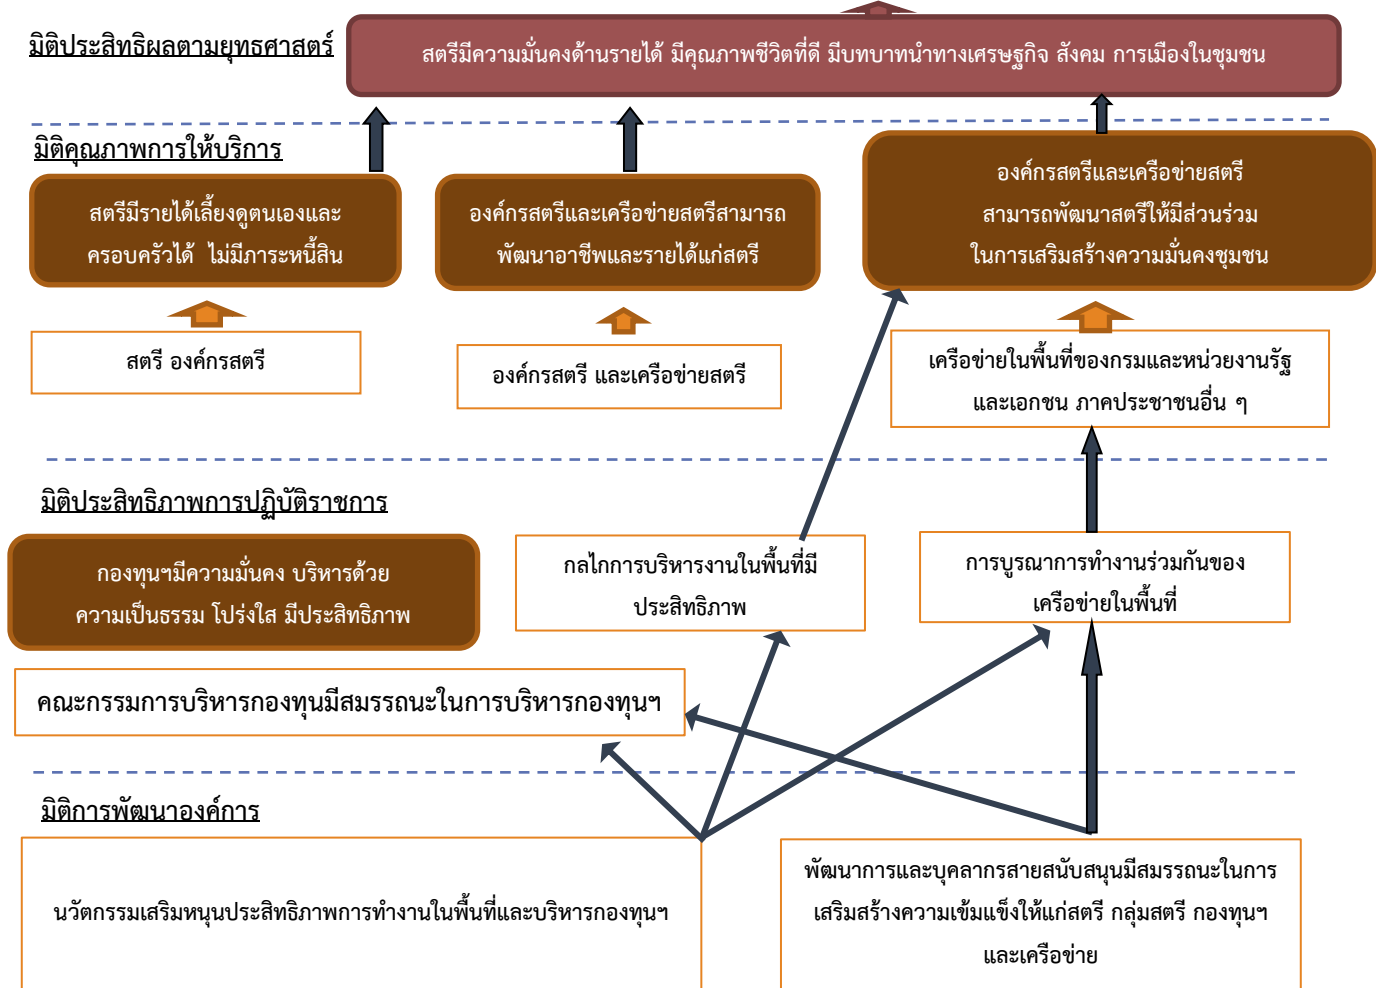 มิติประสิทธิผลตามยุทธศาสตร์
สตรีมีความมั่นคงด้านรายได้ มีคุณภาพชีวิตที่ดี มีบทบาทนำทางเศรษฐกิจ สังคม การเมืองในชุมชน
มิติคุณภาพการให้บริการ
สตรีมีรายได้เลี้ยงดูตนเองและ
ครอบครัวได้ ไม่มีภาระหนี้สิน
องค์กรสตรีและเครือข่ายสตรีสามารถ
พัฒนาอาชีพและรายได้แก่สตรี
องค์กรสตรีและเครือข่ายสตรี
สามารถพัฒนาสตรีให้มีส่วนร่วม
ในการเสริมสร้างความมั่นคงชุมชน
สตรี องค์กรสตรี
องค์กรสตรี และเครือข่ายสตรี
เครือข่ายในพื้นที่ของกรมและหน่วยงานรัฐ
และเอกชน ภาคประชาชนอื่น ๆ
มิติประสิทธิภาพการปฏิบัติราชการ
กองทุนฯมีความมั่นคง บริหารด้วย
ความเป็นธรรม โปร่งใส มีประสิทธิภาพ
กลไกการบริหารงานในพื้นที่มี
ประสิทธิภาพ
การบูรณาการทำงานร่วมกันของ
เครือข่ายในพื้นที่
คณะกรรมการบริหารกองทุนมีสมรรถนะในการบริหารกองทุนฯ
มิติการพัฒนาองค์การ
นวัตกรรมเสริมหนุนประสิทธิภาพการทำงานในพื้นที่และบริหารกองทุนฯ
พัฒนาการและบุคลากรสายสนับสนุนมีสมรรถนะในการ
เสริมสร้างความเข้มแข็งให้แก่สตรี กลุ่มสตรี กองทุนฯ
และเครือข่าย